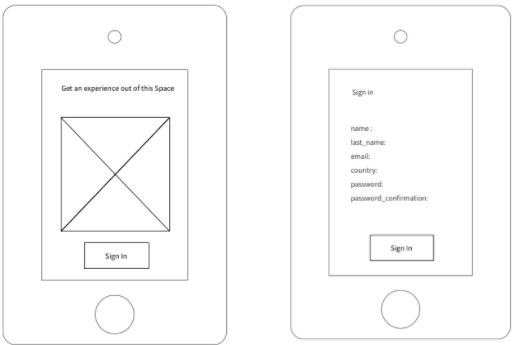 Get an experience out of this Space
Sign In
Sign in
name :
last_name:
email:
country:
password:
password_confirmation:
Sign In